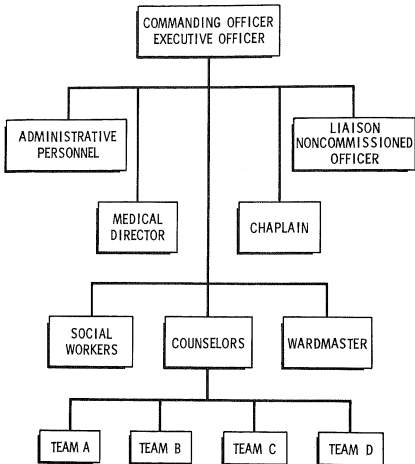 COMMANDING OFFICER
EXECUTIVE OFFICER
ADMINISTRATIVE
PERSONNEL
LIAISON
NONCOMMISSIONED
OFFICER
MEDICAL
DIRECTOR
CHAPLAIN
SOCIAL
WORKERS
COUNSELORS
WARDMASTER
TEAM A
TEAM B
TEAM C
TEAM D